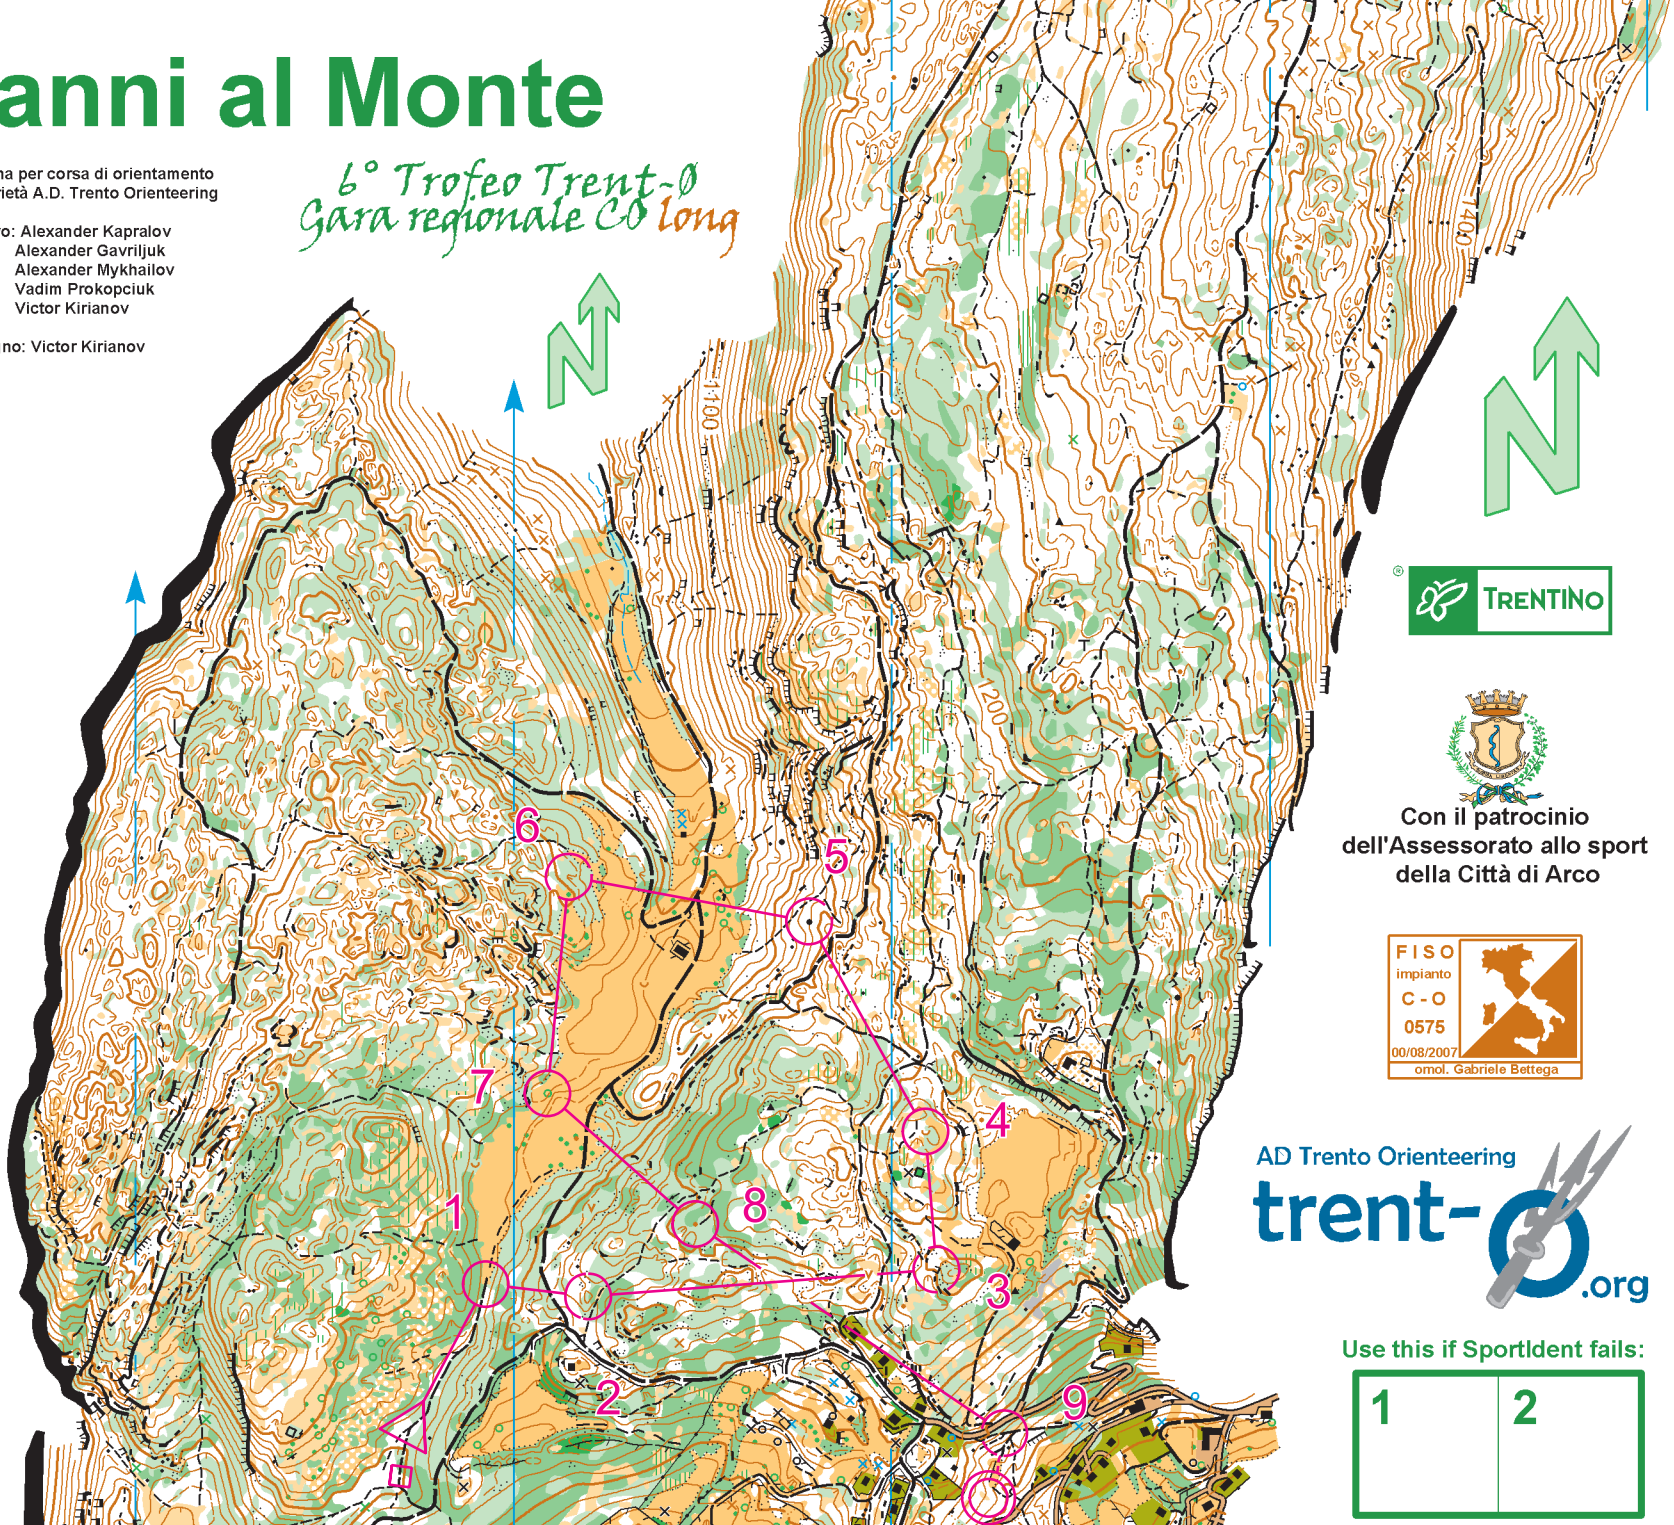 anni al Monte
na per corsa di orientamento
rietà A.D. Trento Orienteering
6° Trofeo Trent-Ø
Gara regionale CO long
o: Alexander Kapralov
Alexander Gavriljuk
Alexander Mykhailov
Vadim Prokopciuk
Victor Kirianov
no: Victor Kirianov
N
N
1400
1100
1200
® TRENTINO
Con il patrocinio
dell'Assessorato allo sport
della Città di Arco
6
5
7
4
1
8
3
2
9
FISO
impianto
C-O
0575
00/08/2007
omol. Gabriele Bettega
AD Trento Orienteering
trent-O
.org
Use this if SportIdent fails:
1 2